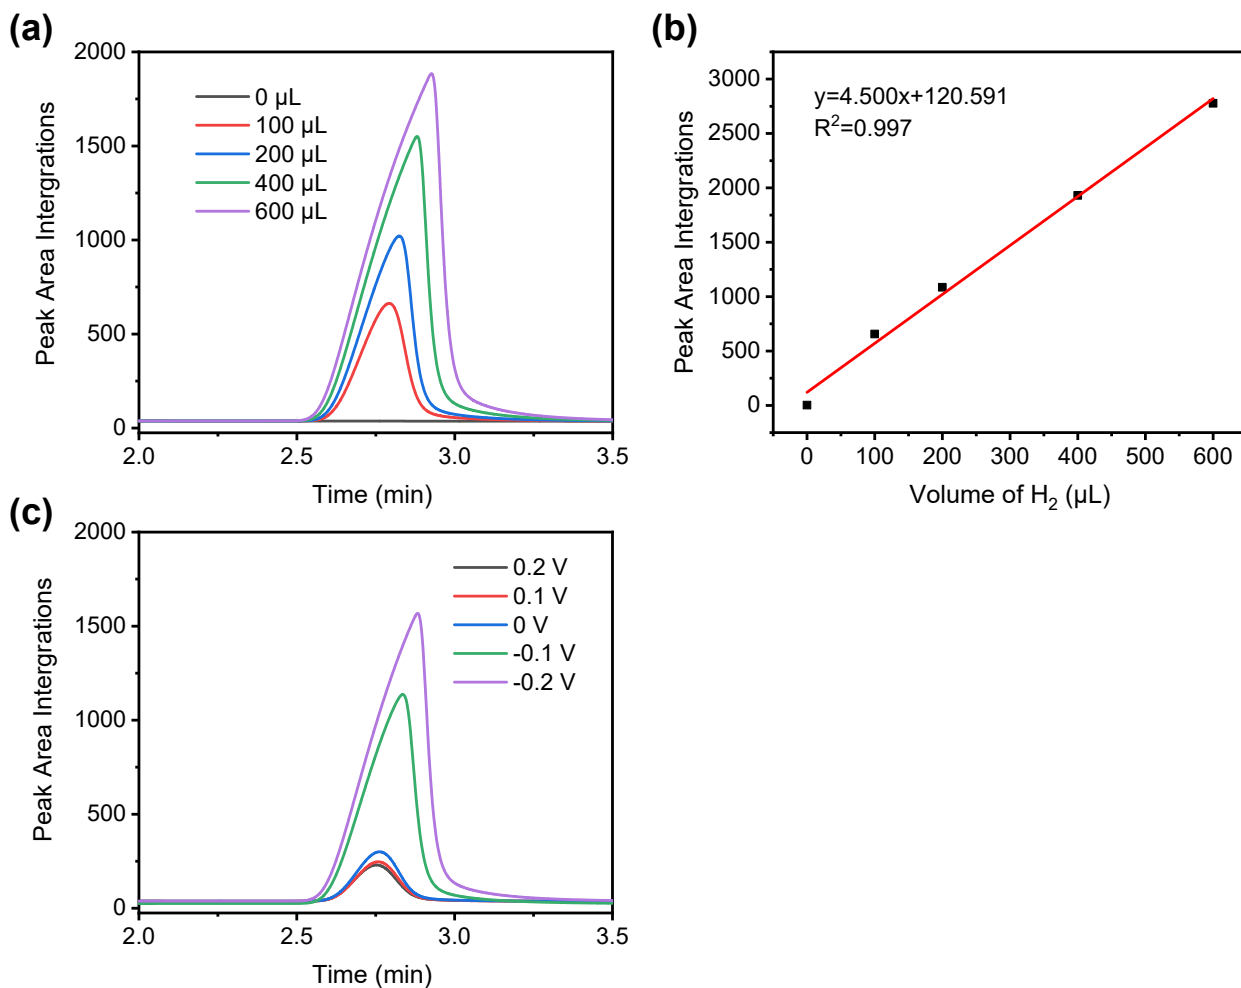 (a)
2000
1500
1000
500
0
2.0 2.5 3.0 3.5
Peak Area Intergrations
Time (min)
0 µL
100 µL
200 µL
400 µL
600 µL
(b)
3000
2500
2000
1500
1000
500
0
0 100 200 300 400 500 600
Peak Area Intergrations
Volume of H₂ (µL)
y=4.500x+120.591
R²=0.997
(c)
2000
1500
1000
500
0
2.0 2.5 3.0 3.5
Peak Area Intergrations
Time (min)
0.2 V
0.1 V
0 V
-0.1 V
-0.2 V